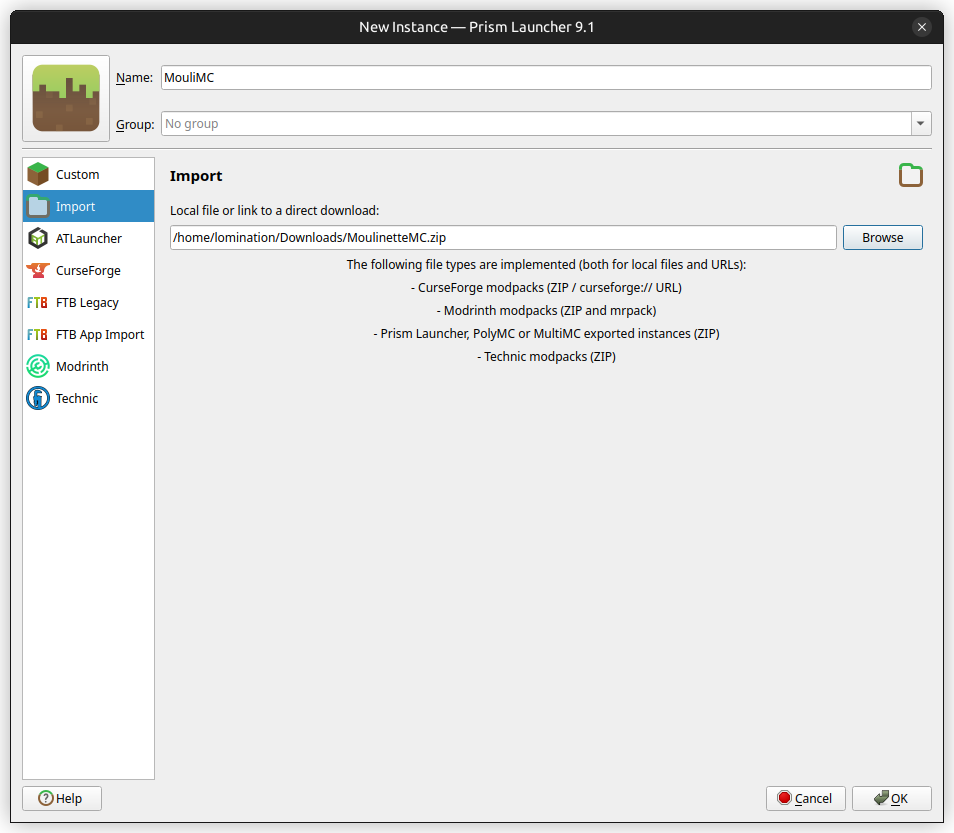 New Instance — Prism Launcher 9.1
Name: MouliMC
Group: No group
Custom
Import
ATLauncher
CurseForge
FTB FTB Legacy
FTB FTB App Import
Modrinth
Technic
Import
Local file or link to a direct download:
/home/lomination/Downloads/MoulinetteMC.zip Browse
The following file types are implemented (both for local files and URLs):
- CurseForge modpacks (ZIP / curseforge:// URL)
- Modrinth modpacks (ZIP and mrpack)
- Prism Launcher, PolyMC or MultiMC exported instances (ZIP)
- Technic modpacks (ZIP)
Help Cancel OK